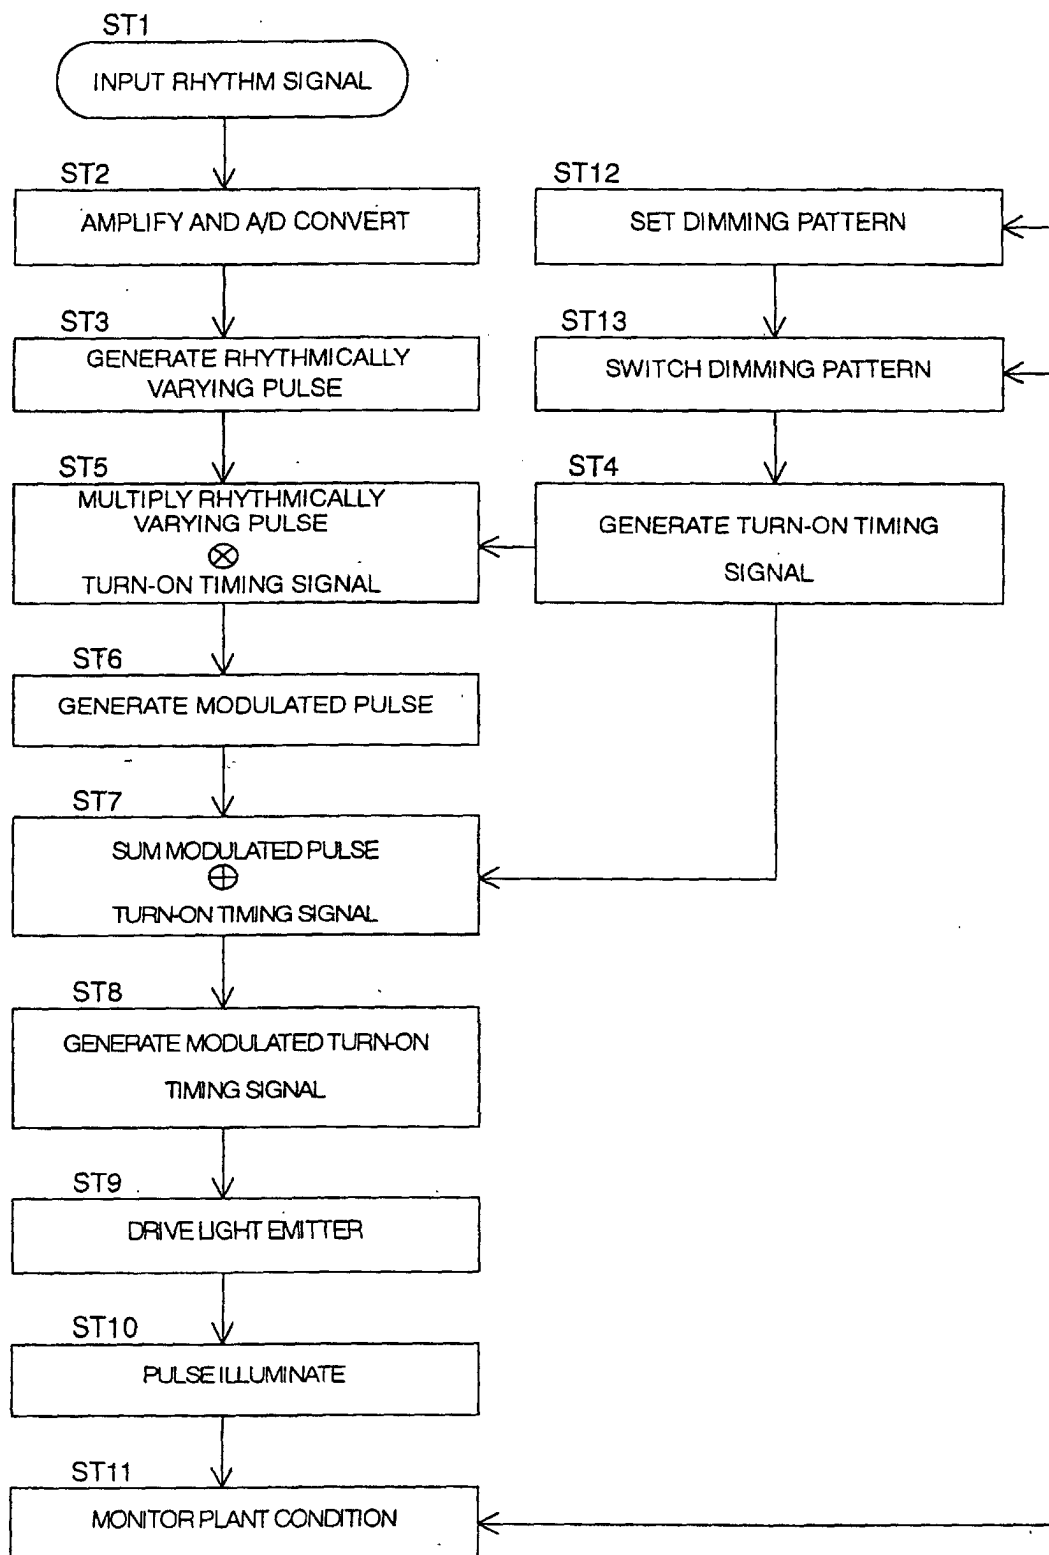 ST1
INPUT RHYTHM SIGNAL
ST2
AMPLIFY AND A/D CONVERT
ST3
GENERATE RHYTHMICALLY
VARYING PULSE
ST5
MULTIPLY RHYTHMICALLY
VARYING PULSE
⊗
TURN-ON TIMING SIGNAL
ST6
GENERATE MODULATED PULSE
ST7
SUM MODULATED PULSE
⊕
TURN-ON TIMING SIGNAL
ST8
GENERATE MODULATED TURN-ON
TIMING SIGNAL
ST9
DRIVE LIGHT EMITTER
ST10
PULSE ILLUMINATE
ST11
MONITOR PLANT CONDITION
ST12
SET DIMMING PATTERN
ST13
SWITCH DIMMING PATTERN
ST4
GENERATE TURN-ON TIMING
SIGNAL